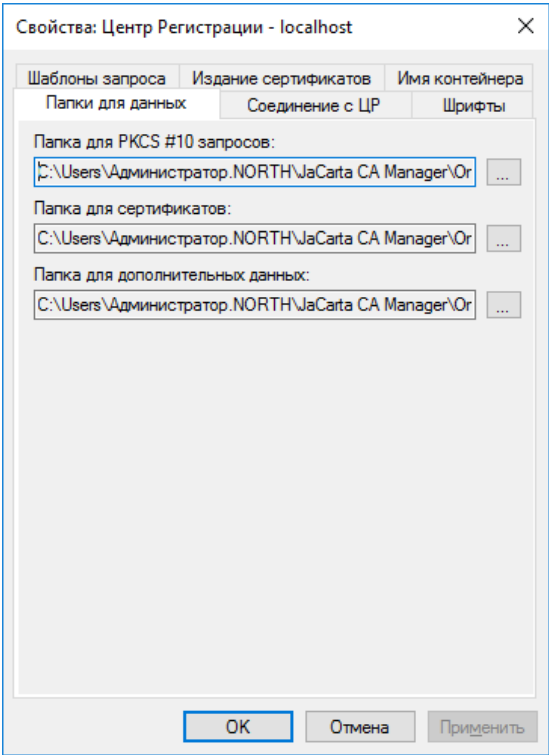 Свойства: Центр Регистрации - localhost
Шаблоны запроса Издание сертификатов Имя контейнера
Папки для данных Соединение с ЦР Шрифты
Папка для PKCS #10 запросов:
C:\Users\Администратор.NORTH\JaCarta CA Manager\Or ...
Папка для сертификатов:
C:\Users\Администратор.NORTH\JaCarta CA Manager\Or ...
Папка для дополнительных данных:
C:\Users\Администратор.NORTH\JaCarta CA Manager\Or ...
OK Отмена Применить